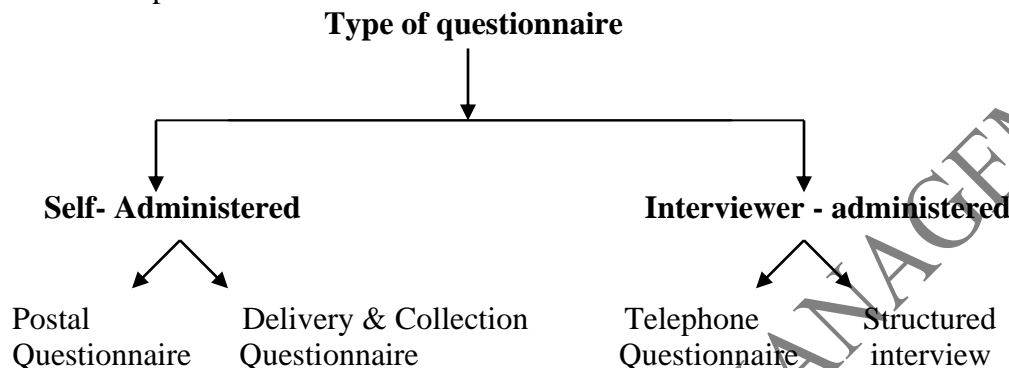 Type of questionnaire
Self- Administered
Interviewer - administered
Postal Questionnaire
Delivery & Collection Questionnaire
Telephone Questionnaire
Structured interview